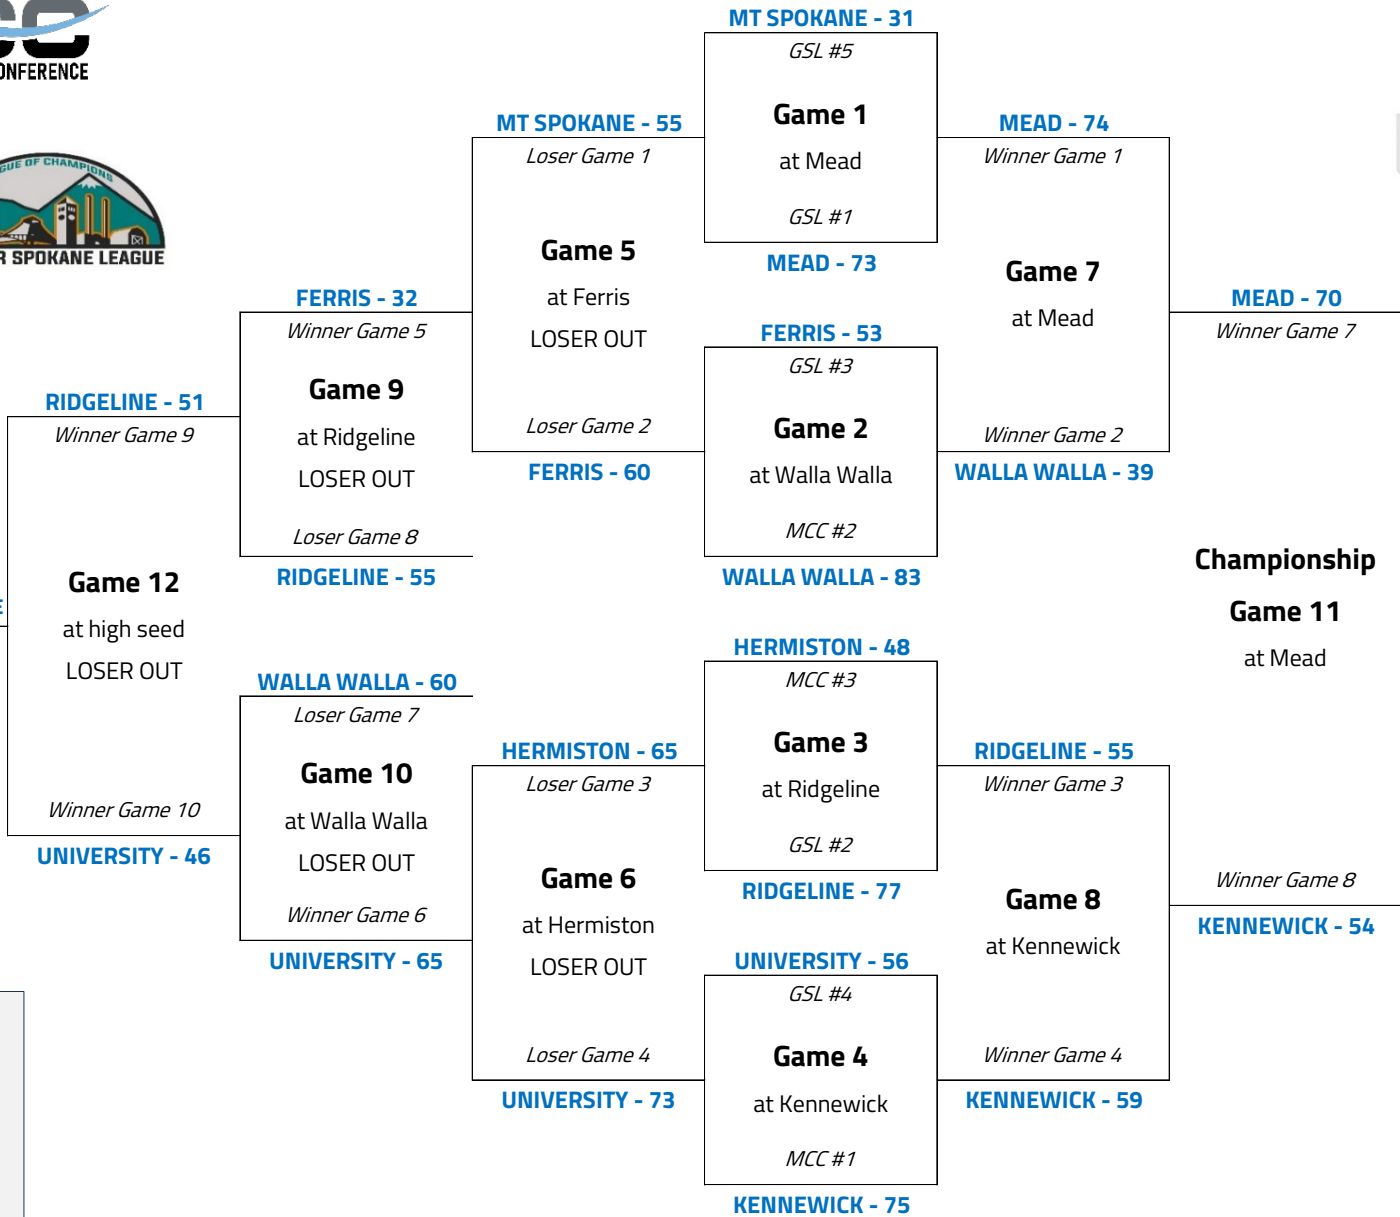 CONFERENCE
LEAGUE OF CHAMPIONS
R SPOKANE LEAGUE
MT SPOKANE - 31
GSL #5
Game 1
at Mead
GSL #1
MEAD - 73
MT SPOKANE - 55
Loser Game 1
Game 5
at Ferris
LOSER OUT
Loser Game 2
FERRIS - 60
MEAD - 74
Winner Game 1
Game 7
at Mead
Winner Game 2
WALLA WALLA - 39
FERRIS - 32
Winner Game 5
Game 9
at Ridgeline
LOSER OUT
Loser Game 8
RIDGELINE - 55
FERRIS - 53
GSL #3
Game 2
at Walla Walla
MCC #2
WALLA WALLA - 83
MEAD - 70
Winner Game 7
RIDGELINE - 51
Winner Game 9
Game 12
at high seed
LOSER OUT
Winner Game 10
UNIVERSITY - 46
Championship
Game 11
at Mead
WALLA WALLA - 60
Loser Game 7
Game 10
at Walla Walla
LOSER OUT
Winner Game 6
UNIVERSITY - 65
HERMISTON - 48
MCC #3
Game 3
at Ridgeline
GSL #2
RIDGELINE - 77
HERMISTON - 65
Loser Game 3
Game 6
at Hermiston
LOSER OUT
Loser Game 4
UNIVERSITY - 73
RIDGELINE - 55
Winner Game 3
Game 8
at Kennewick
Winner Game 4
KENNEWICK - 59
Winner Game 8
KENNEWICK - 54
UNIVERSITY - 56
GSL #4
Game 4
at Kennewick
MCC #1
KENNEWICK - 75